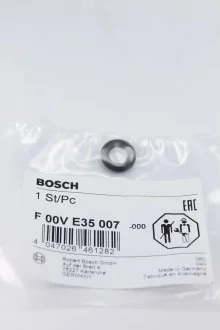 BOSCH
1 St/Pc
EAC
F 00V E35 007 .000
4 047026 461282
Robert Bosch GmbH
Auf der Breit 4
76227 Karlsruhe
GERMANY
Made in Germany
Fabriqué en Allemagne